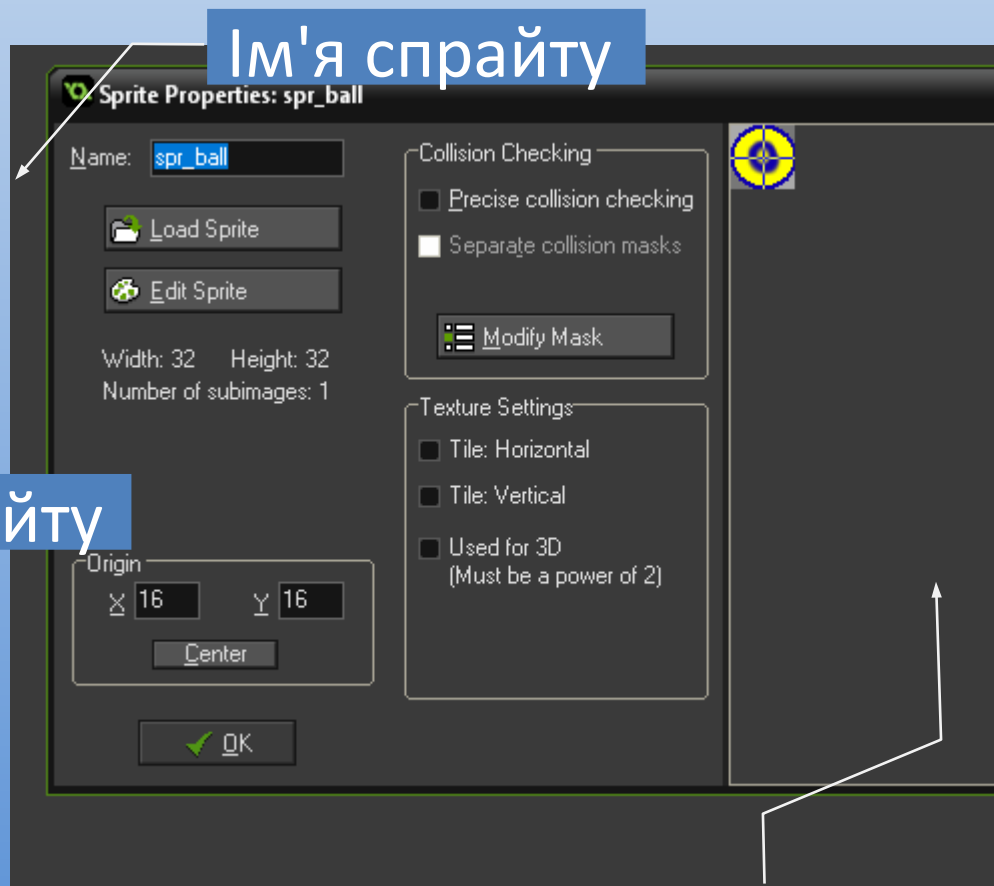 Ім'я спрайту
Sprite Properties: spr_ball
Name: spr_ball
Load Sprite
Edit Sprite
Width: 32 Height: 32
Number of subimages: 1
йту
Origin
X 16 Y 16
Center
OK
Collision Checking
Precise collision checking
Separate collision masks
Modify Mask
Texture Settings
Tile: Horizontal
Tile: Vertical
Used for 3D
(Must be a power of 2)